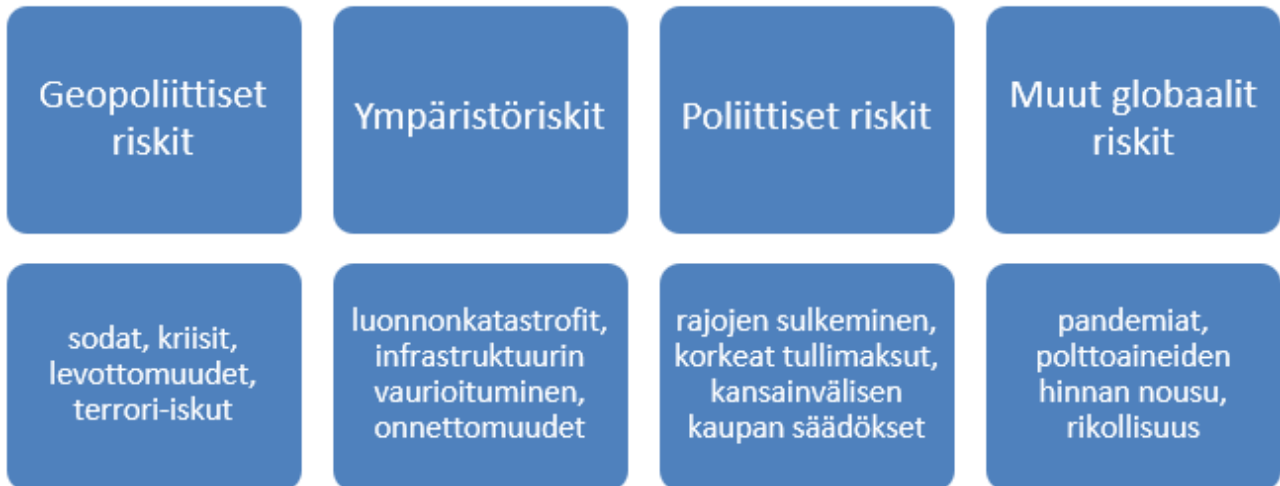 Geopoliittiset
riskit
Ympäristöriskit
Poliittiset riskit
Muut globaalit
riskit
sodat, kriisit,
levottomuudet,
terrori-iskut
luonnonkatastrofit,
infrastruktuurin
vaurioituminen,
onnettomuudet
rajojen sulkeminen,
korkeat tullimaksut,
kansainvälisen
kaupan säädökset
pandemiat,
polttoaineiden
hinnan nousu,
rikollisuus